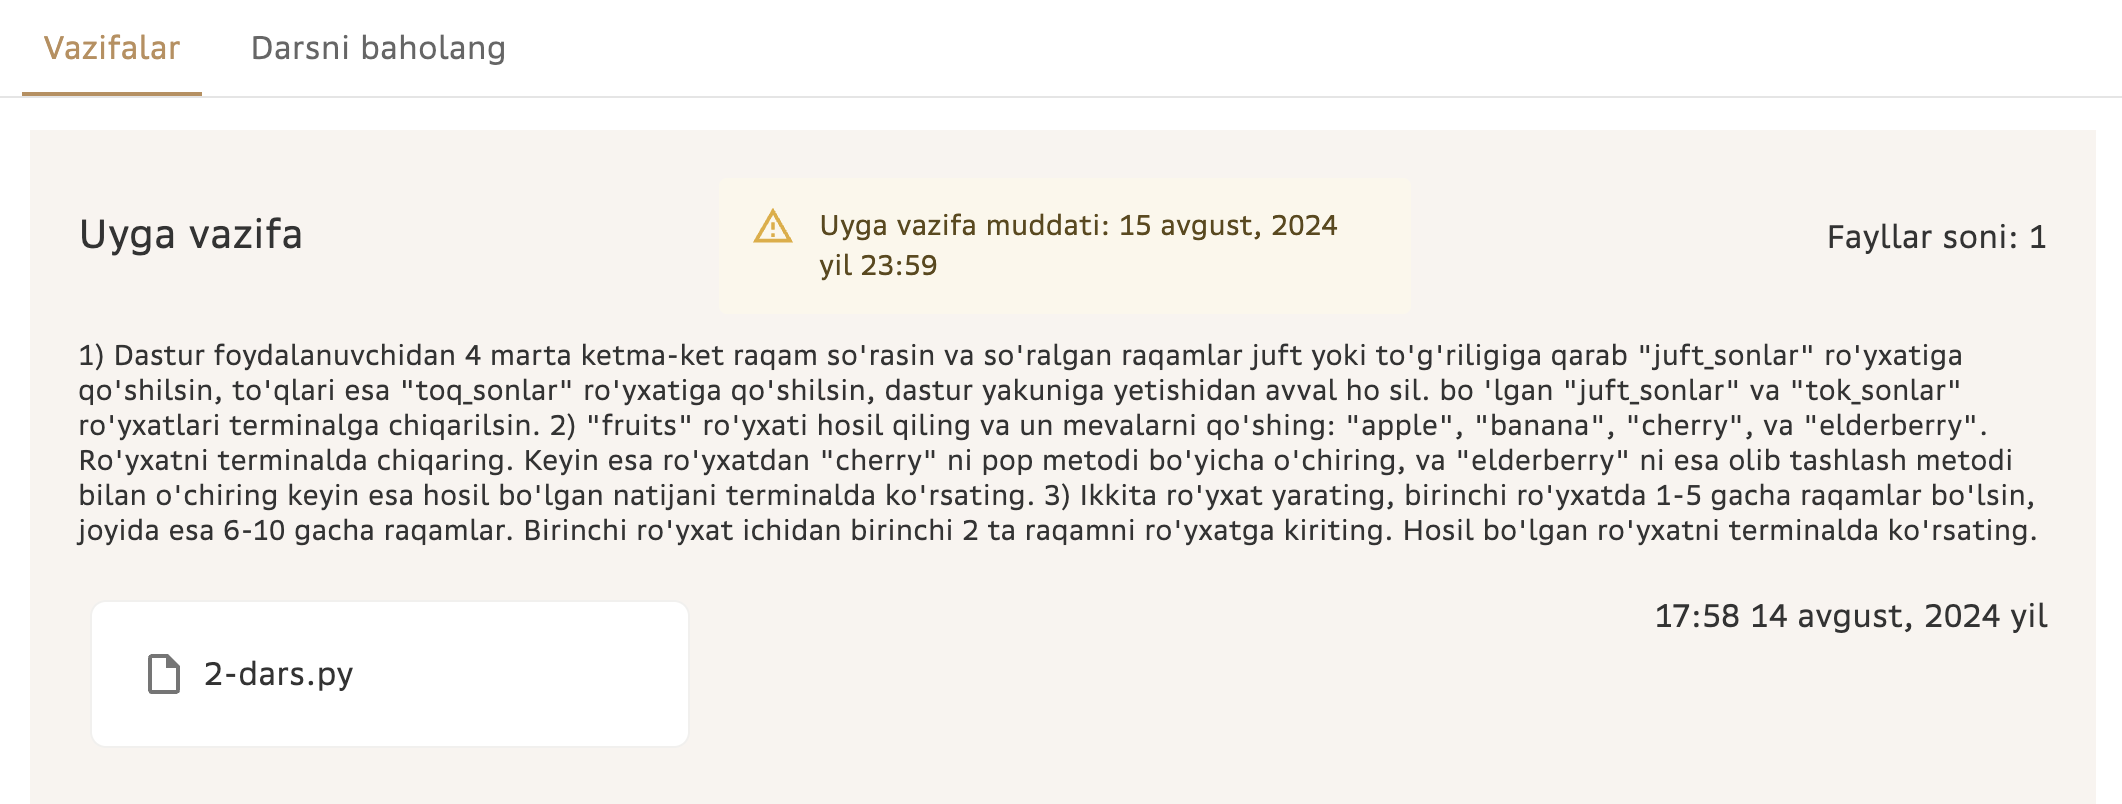 Vazifalar Darsni baholang
Uyga vazifa
Uyga vazifa muddati: 15 avgust, 2024
yil 23:59
Fayllar soni: 1
1) Dastur foydalanuvchidan 4 marta ketma-ket raqam so'rasin va so'ralgan raqamlar juft yoki to'g'riligiga qarab "juft_sonlar" ro'yxatiga
qo'shilsin, to'qlari esa "toq_sonlar" ro'yxatiga qo'shilsin, dastur yakuniga yetishidan avval ho sil. bo 'lgan "juft_sonlar" va "tok_sonlar"
ro'yxatlari terminalga chiqarilsin. 2) "fruits" ro'yxati hosil qiling va un mevalarni qo'shing: "apple", "banana", "cherry", va "elderberry".
Ro'yxatni terminalda chiqaring. Keyin esa ro'yxatdan "cherry" ni pop metodi bo'yicha o'chiring, va "elderberry" ni esa olib tashlash metodi
bilan o'chiring keyin esa hosil bo'lgan natijani terminalda ko'rsating. 3) Ikkita ro'yxat yarating, birinchi ro'yxatda 1-5 gacha raqamlar bo'lsin,
joyida esa 6-10 gacha raqamlar. Birinchi ro'yxat ichidan birinchi 2 ta raqamni ro'yxatga kiriting. Hosil bo'lgan ro'yxatni terminalda ko'rsating.
17:58 14 avgust, 2024 yil
2-dars.py